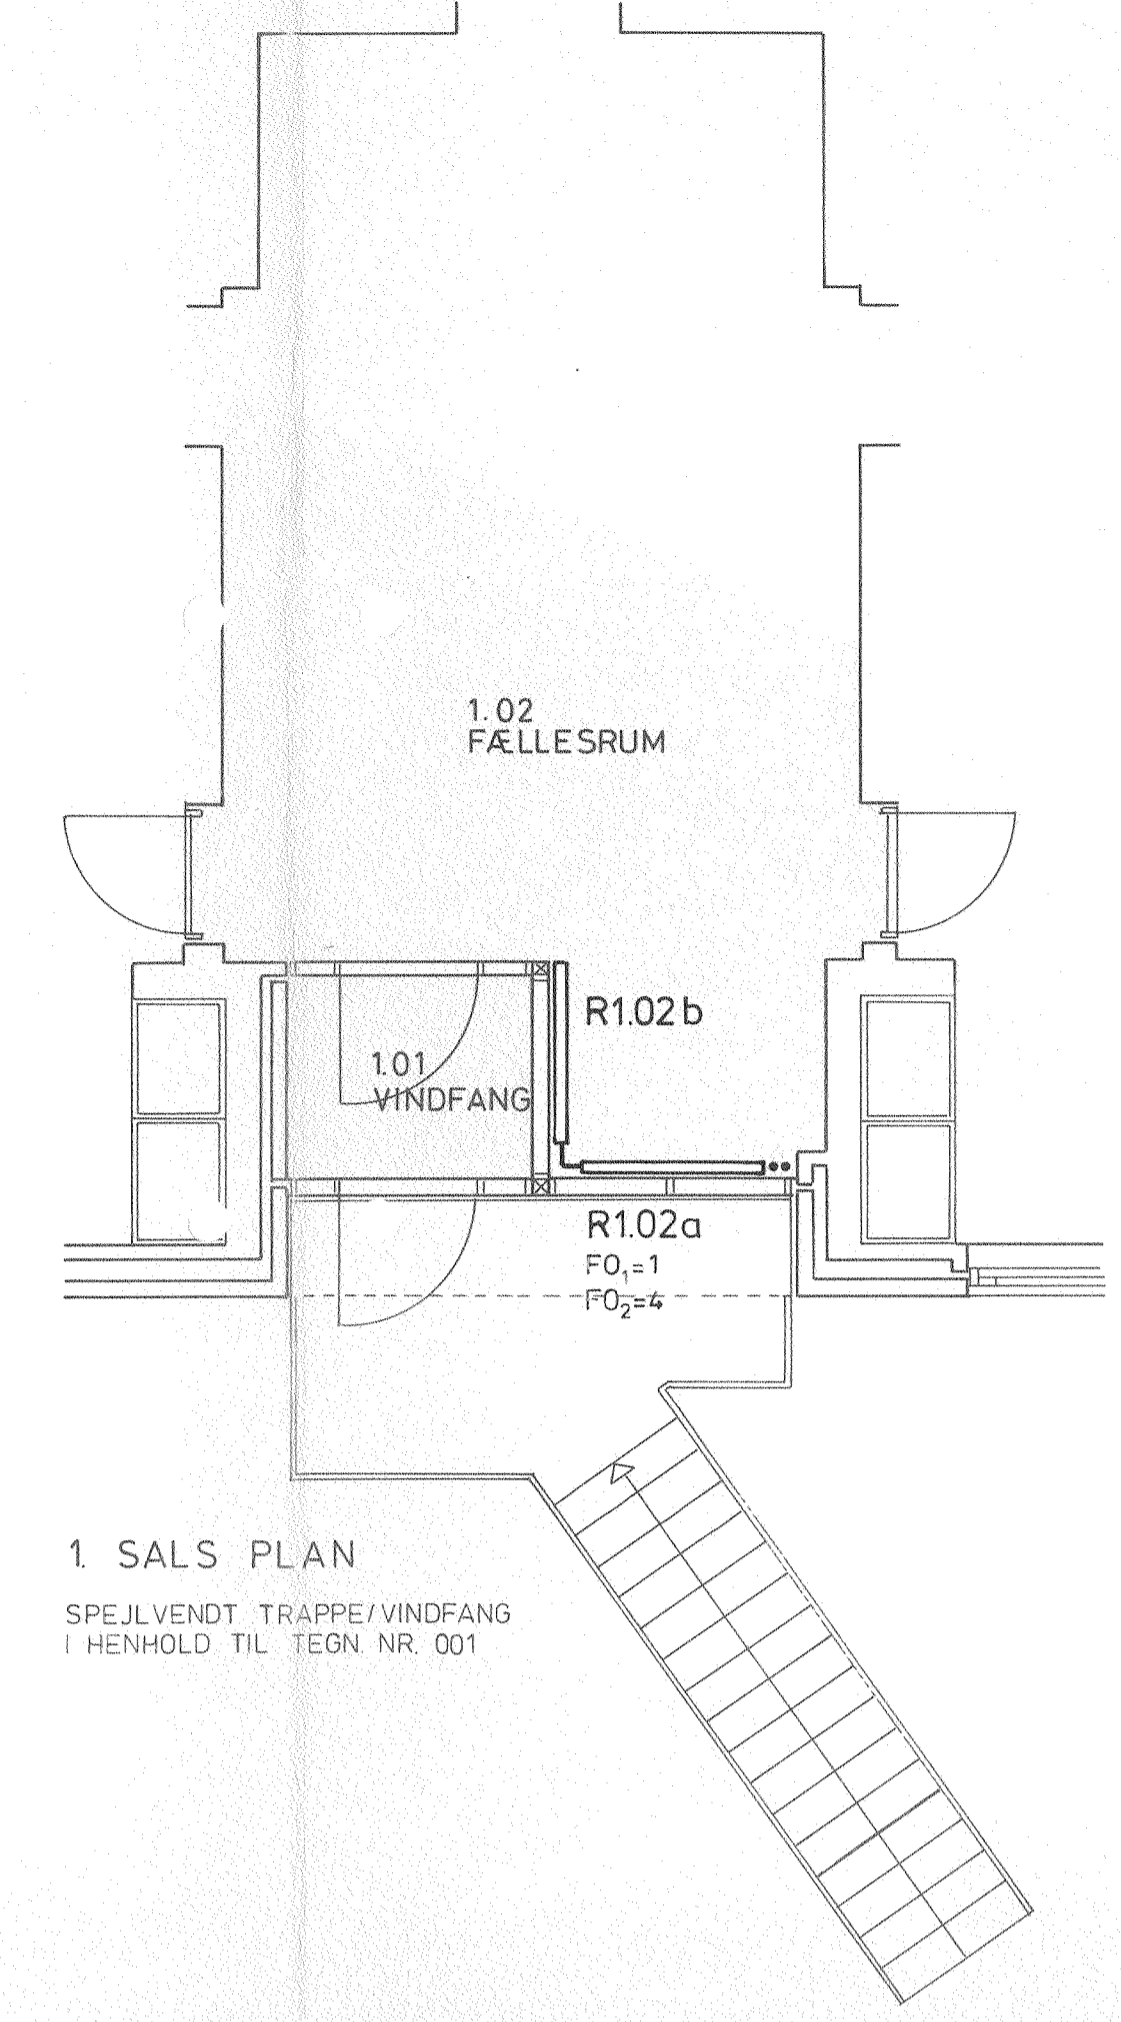 1.02
FÆLLESRUM
R1.02b
1.01
VINDFANG
R1.02a
FO₁=1
FO₂=4
1. SALS PLAN
SPEJLVENDT TRAPPE/VINDFANG
I HENHOLD TIL TEGN. NR. 001